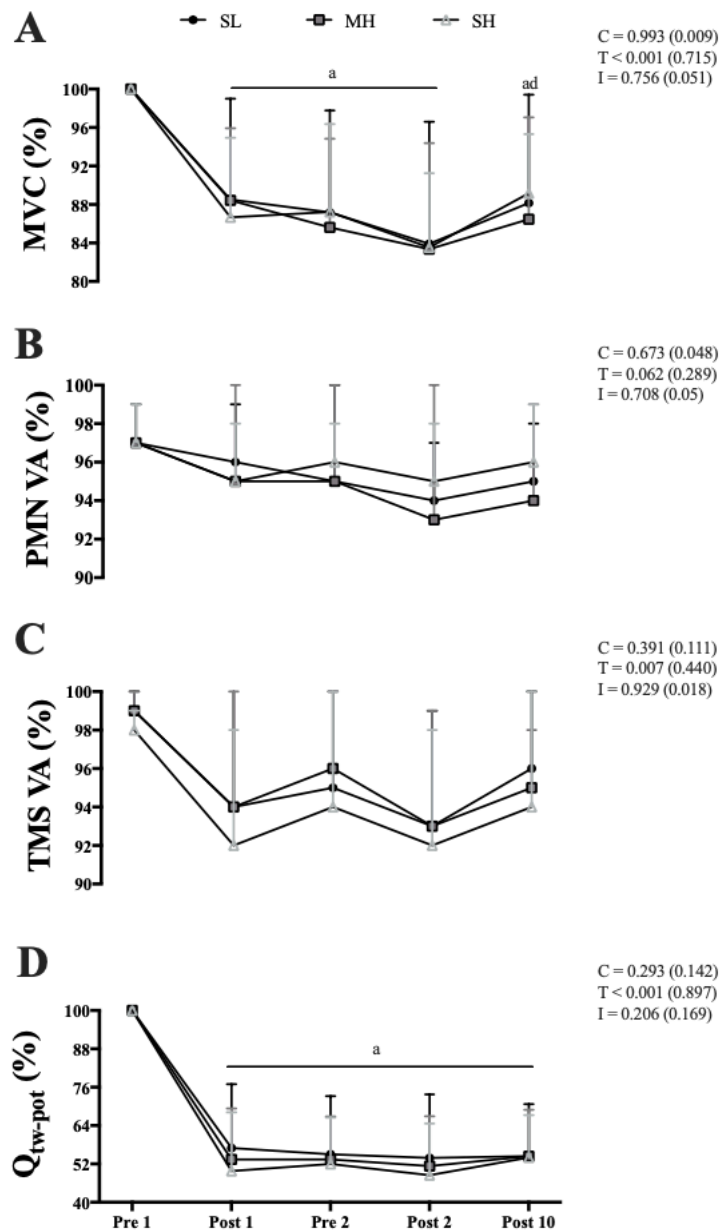 A
SL MH SH
C = 0.993 (0.009)
T < 0.001 (0.715)
I = 0.756 (0.051)
a
ad
MVC (%)
100
96
92
88
84
80
B
C = 0.673 (0.048)
T = 0.062 (0.289)
I = 0.708 (0.05)
PMN VA (%)
100
98
96
94
92
90
C
C = 0.391 (0.111)
T = 0.007 (0.440)
I = 0.929 (0.018)
TMS VA (%)
100
98
96
94
92
90
D
C = 0.293 (0.142)
T < 0.001 (0.897)
I = 0.206 (0.169)
a
Qtw-pot (%)
100
88
76
64
52
40
Pre 1 Post 1 Pre 2 Post 2 Post 10